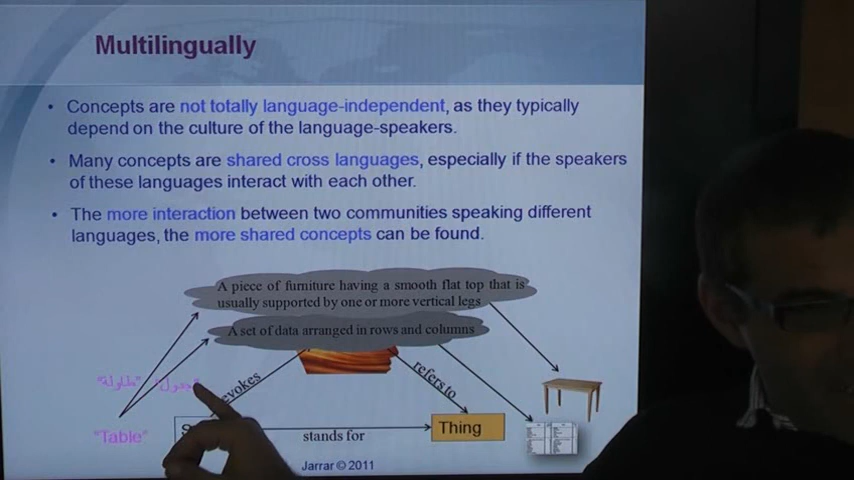 Multilingually
• Concepts are not totally language-independent, as they typically
depend on the culture of the language-speakers.
• Many concepts are shared cross languages, especially if the speakers
of these languages interact with each other.
• The more interaction between two communities speaking different
languages, the more shared concepts can be found.
A piece of furniture having a smooth flat top that is
usually supported by one or more vertical legs
A set of data arranged in rows and columns
evokes
refers to
"طاولة" "جدول"
"Table"
stands for
Thing
Jarrar © 2011